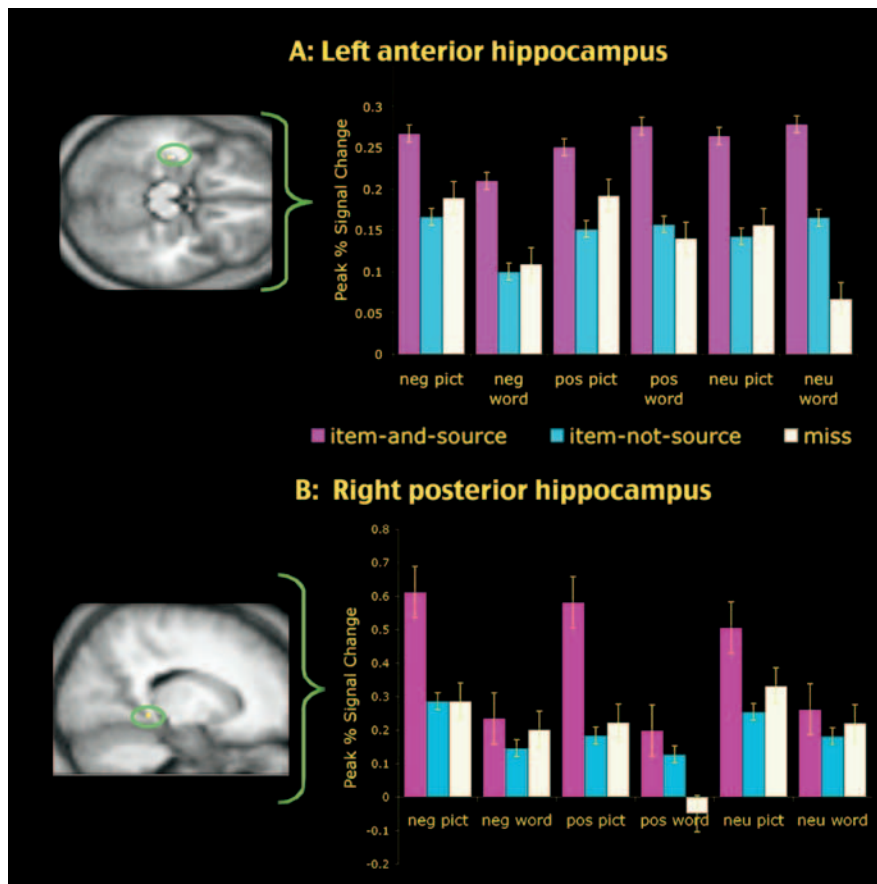 A: Left anterior hippocampus
Peak % Signal Change
0.3
0.25
0.2
0.15
0.1
0.05
0
neg pict
neg word
pos pict
pos word
neu pict
neu word
item-and-source
item-not-source
miss
B: Right posterior hippocampus
Peak % Signal Change
0.8
0.7
0.6
0.5
0.4
0.3
0.2
0.1
0
-0.1
-0.2
neg pict
neg word
pos pict
pos word
neu pict
neu word